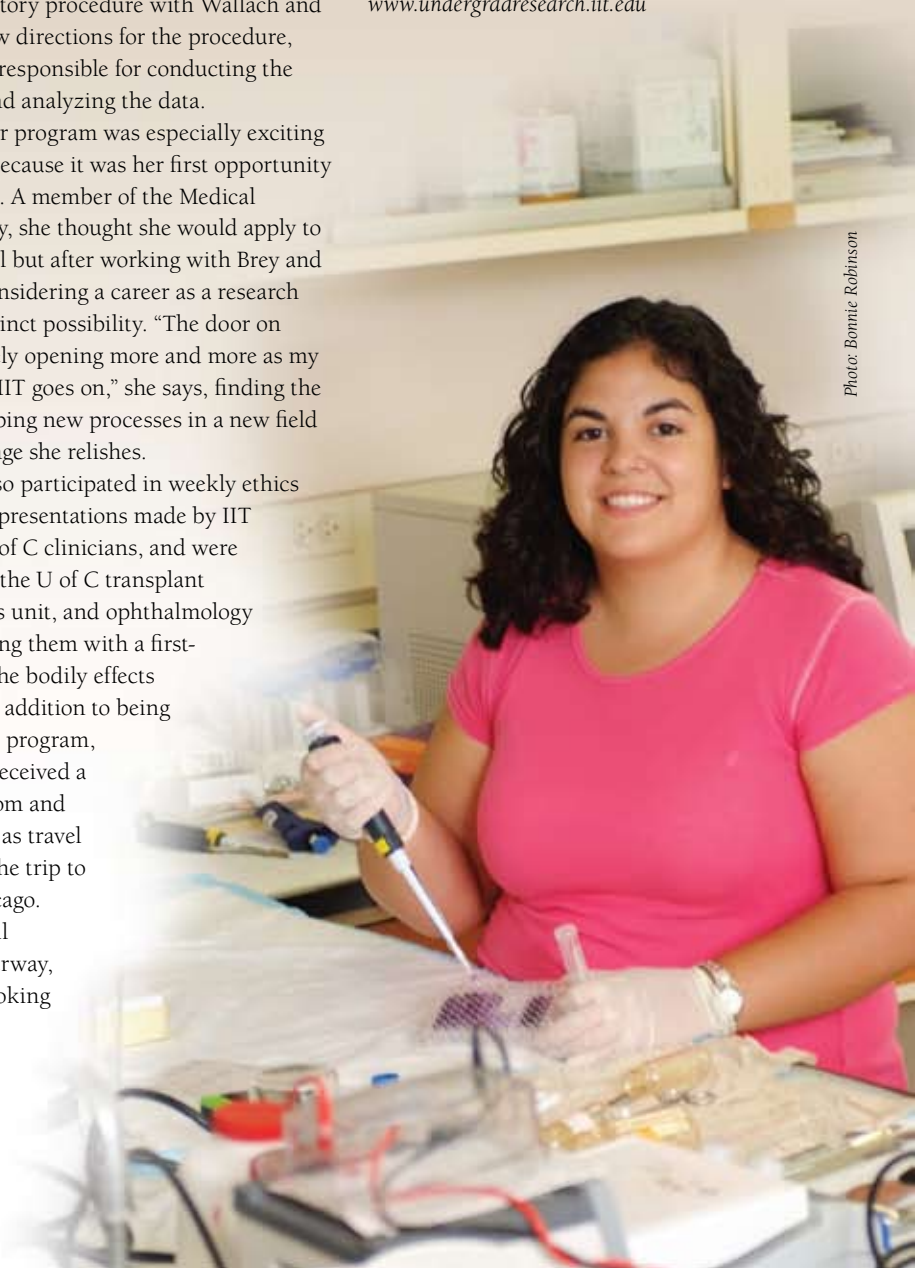 tory procedure with Wallach and
w directions for the procedure,
responsible for conducting the
nd analyzing the data.
r program was especially exciting
ecause it was her first opportunity
. A member of the Medical
y, she thought she would apply to
l but after working with Brey and
nsidering a career as a research
inct possibility. “The door on
ly opening more and more as my
IIT goes on,” she says, finding the
ping new processes in a new field
ge she relishes.
so participated in weekly ethics
presentations made by IIT
of C clinicians, and were
the U of C transplant
s unit, and ophthalmology
ng them with a first-
he bodily effects
addition to being
program,
eceived a
om and
as travel
he trip to
cago.
ll
rway,
oking
www.undergradresearch.iit.edu
Photo: Bonnie Robinson